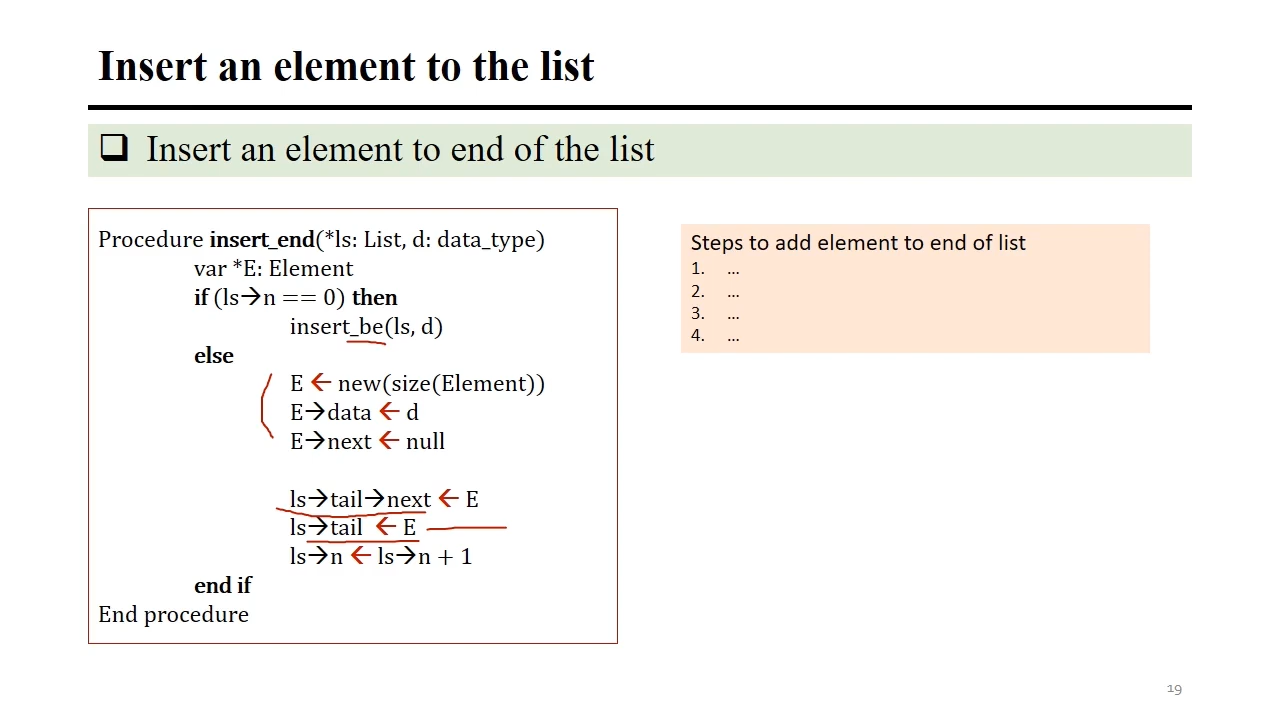 Insert an element to the list
❑ Insert an element to end of the list
Procedure insert_end(*ls: List, d: data_type)
var *E: Element
if (ls→n == 0) then
insert_be(ls, d)
else
E ← new(size(Element))
E→data ← d
E→next ← null
ls→tail→next ← E
ls→tail ← E
ls→n ← ls→n + 1
end if
End procedure
Steps to add element to end of list
1. ...
2. ...
3. ...
4. ...
19